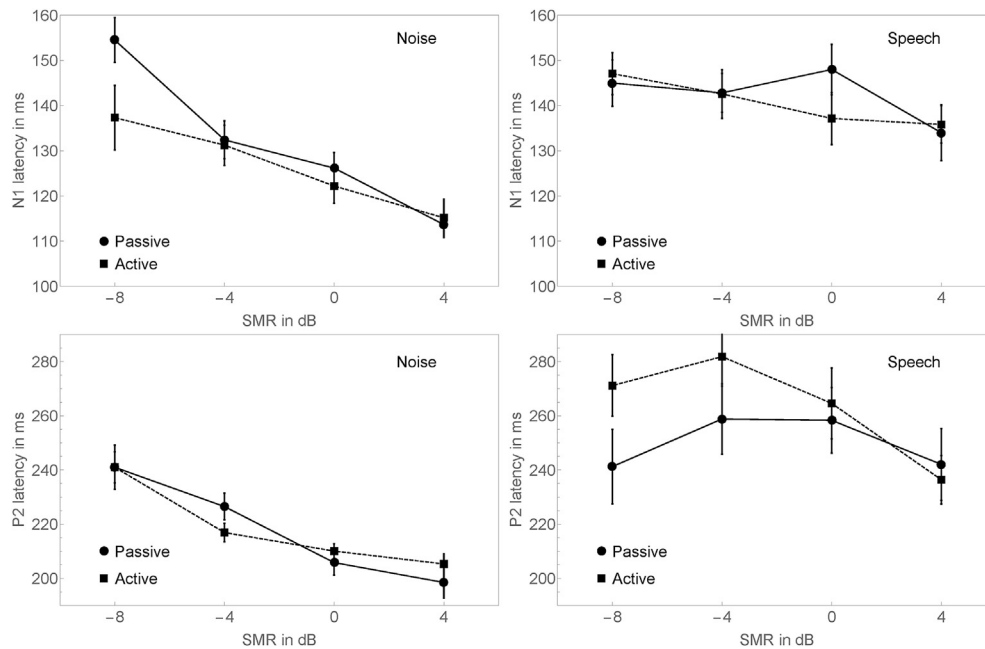 160
150
140
130
120
110
100
N1 latency in ms
Noise
Passive
Active
−8 −4 0 4
SMR in dB
160
150
140
130
120
110
100
N1 latency in ms
Speech
Passive
Active
−8 −4 0 4
SMR in dB
280
260
240
220
200
P2 latency in ms
Noise
Passive
Active
−8 −4 0 4
SMR in dB
280
260
240
220
200
P2 latency in ms
Speech
Passive
Active
−8 −4 0 4
SMR in dB